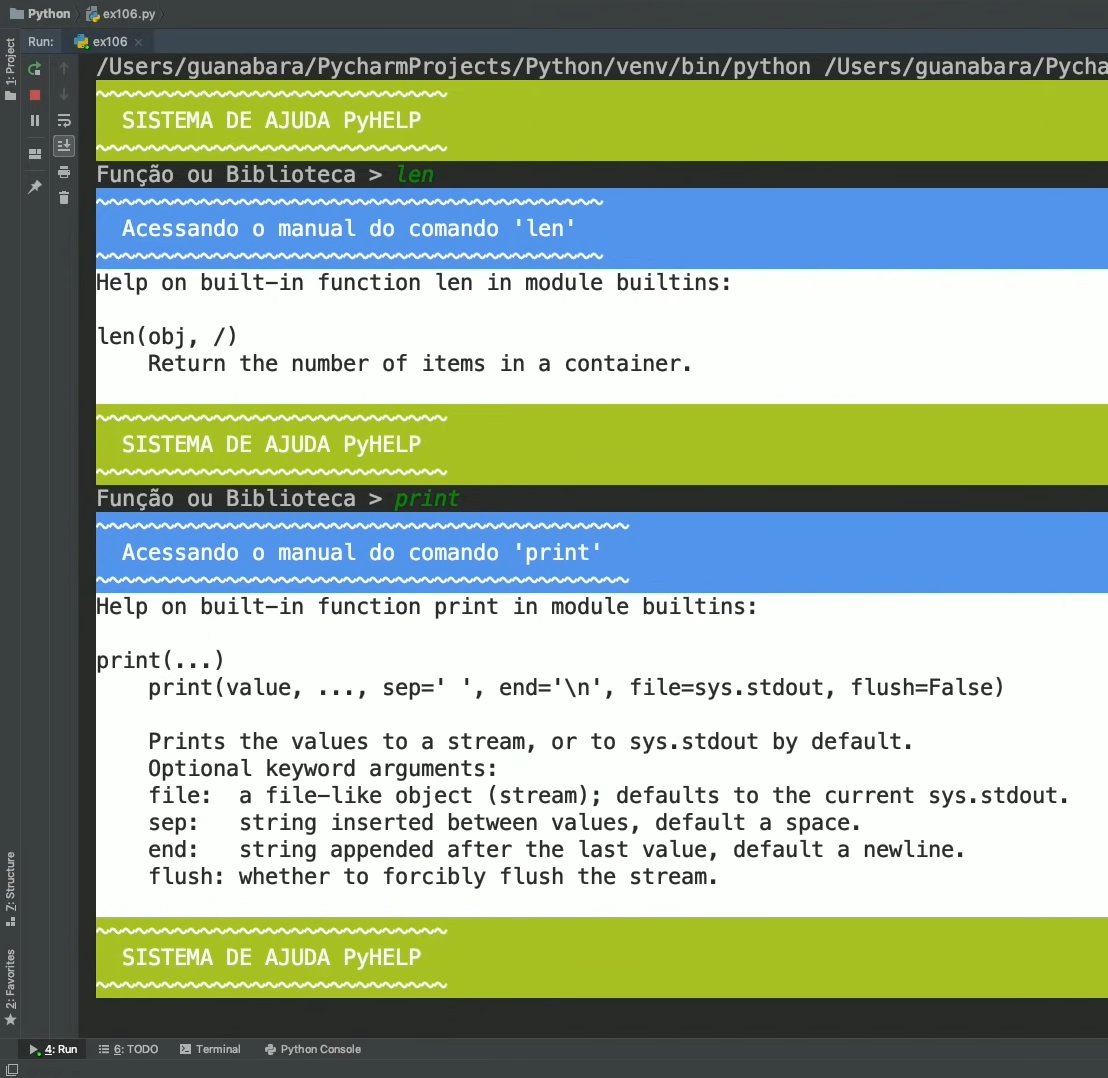 Python
ex106.py
Run:
ex106
1: Project
/Users/guanabara/PycharmProjects/Python/venv/bin/python /Users/guanabara/Pycha
~~~~~~~~~~~~~~~~~~~~~~~~~~~
SISTEMA DE AJUDA PyHELP
~~~~~~~~~~~~~~~~~~~~~~~~~~~
Função ou Biblioteca > len
~~~~~~~~~~~~~~~~~~~~~~~~~~~~~~~~~~~~~~~
Acessando o manual do comando 'len'
~~~~~~~~~~~~~~~~~~~~~~~~~~~~~~~~~~~~~~~
Help on built-in function len in module builtins:
len(obj, /)
Return the number of items in a container.
~~~~~~~~~~~~~~~~~~~~~~~~~~~
SISTEMA DE AJUDA PyHELP
~~~~~~~~~~~~~~~~~~~~~~~~~~~
Função ou Biblioteca > print
~~~~~~~~~~~~~~~~~~~~~~~~~~~~~~~~~~~~~~~~~
Acessando o manual do comando 'print'
~~~~~~~~~~~~~~~~~~~~~~~~~~~~~~~~~~~~~~~~~
Help on built-in function print in module builtins:
print(...)
print(value, ..., sep=' ', end='\n', file=sys.stdout, flush=False)
Prints the values to a stream, or to sys.stdout by default.
Optional keyword arguments:
file:  a file-like object (stream); defaults to the current sys.stdout.
sep:   string inserted between values, default a space.
end:   string appended after the last value, default a newline.
flush: whether to forcibly flush the stream.
~~~~~~~~~~~~~~~~~~~~~~~~~~~
SISTEMA DE AJUDA PyHELP
~~~~~~~~~~~~~~~~~~~~~~~~~~~
Z: Structure
2: Favorites
4: Run
6: TODO
Terminal
Python Console